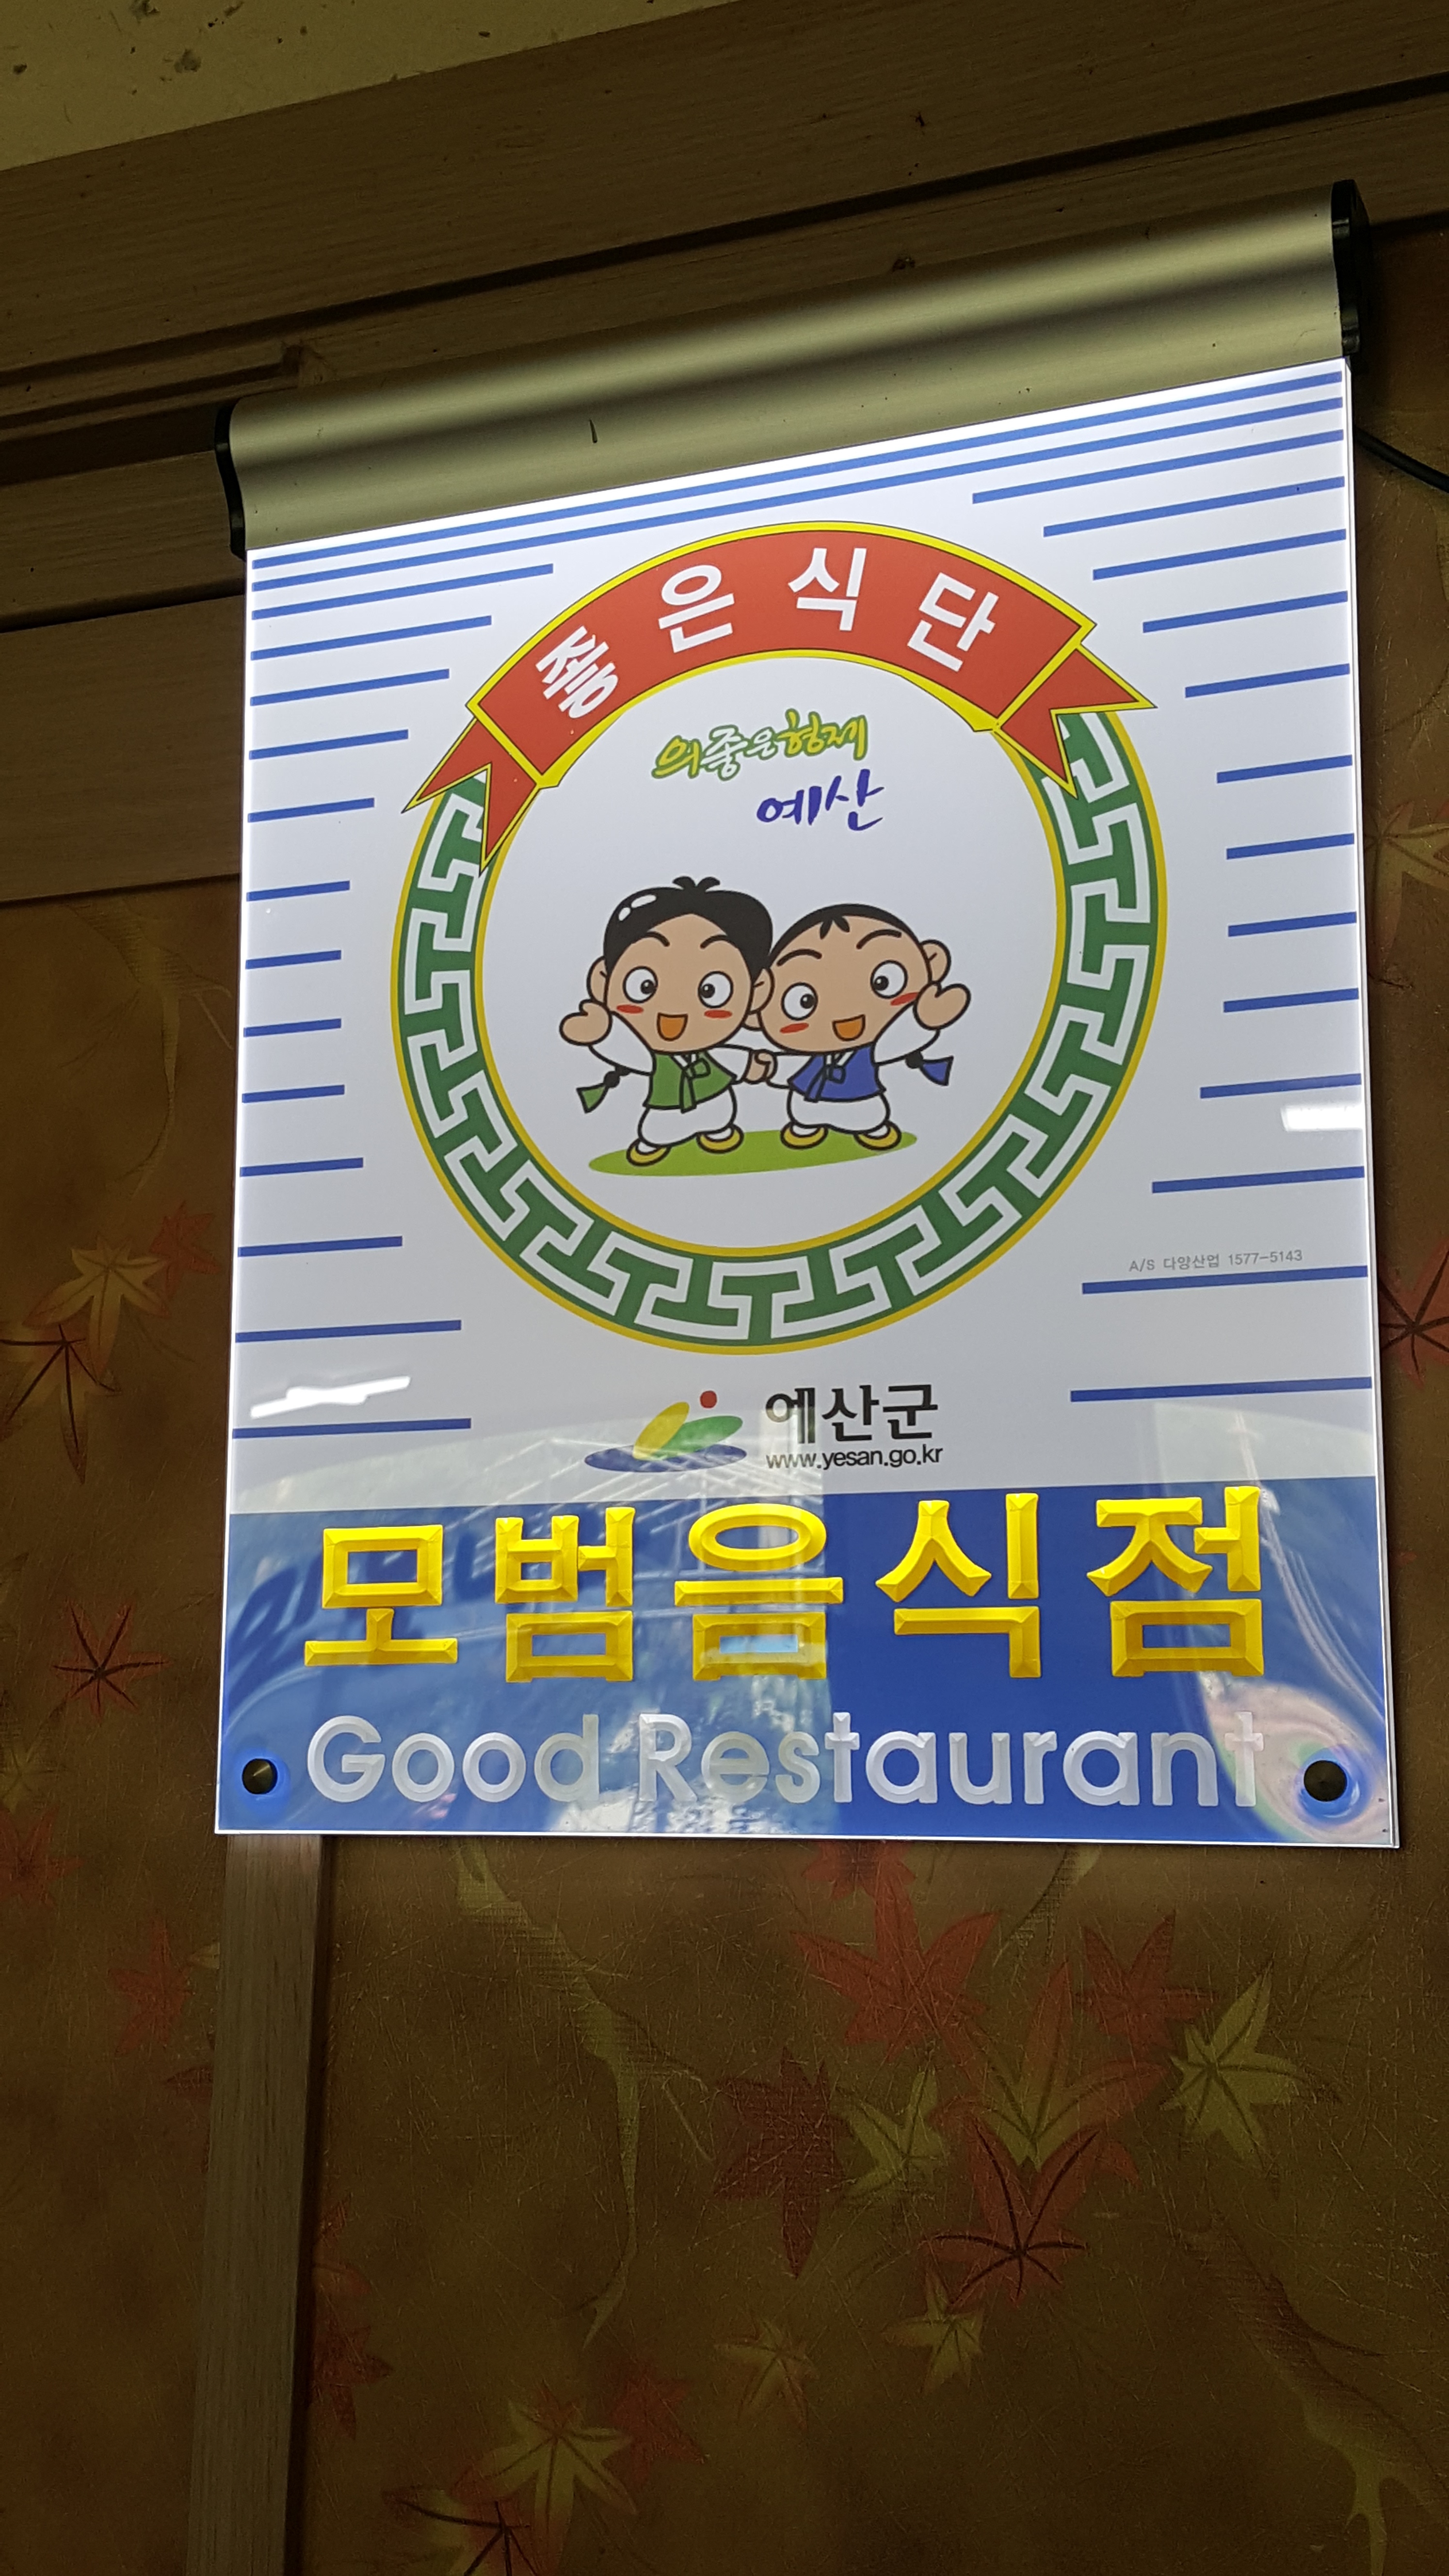 좋은식단
의좋은형제
예산
A/S 다양산업 1577-5143
예산군
www.yesan.go.kr
모범음식점
Good Restaurant